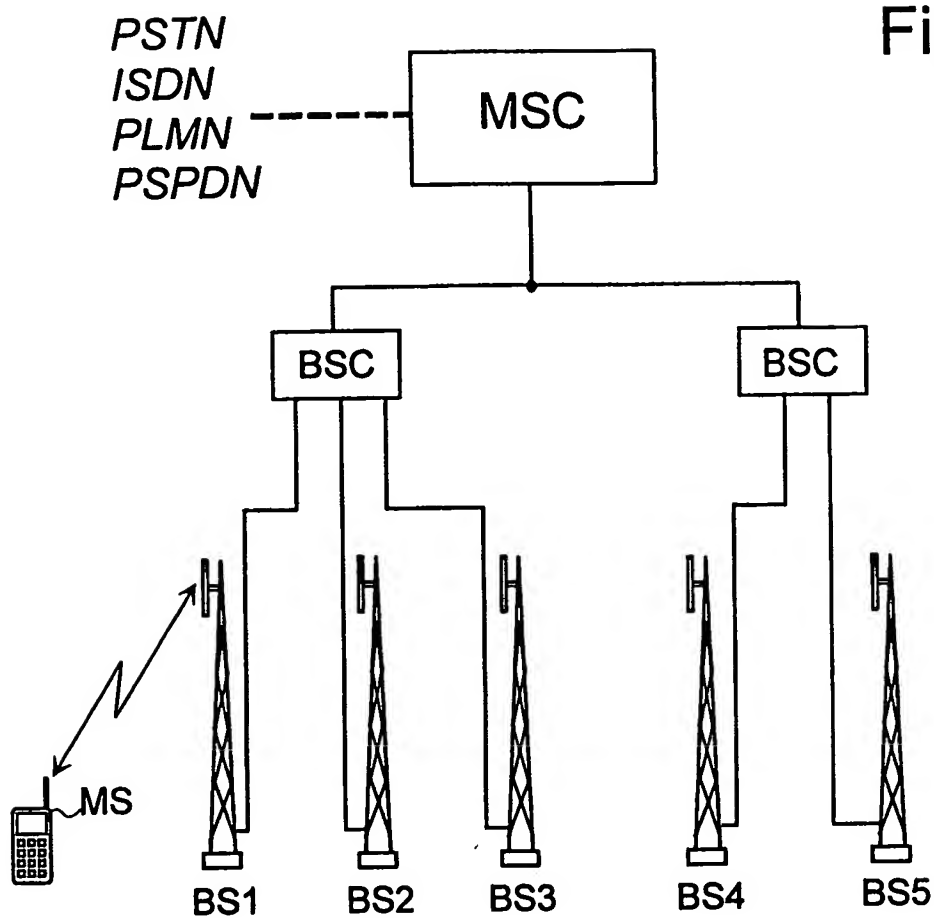 Fi
PSTN
ISDN
PLMN
PSPDN
MSC
BSC
BSC
MS
BS1
BS2
BS3
BS4
BS5